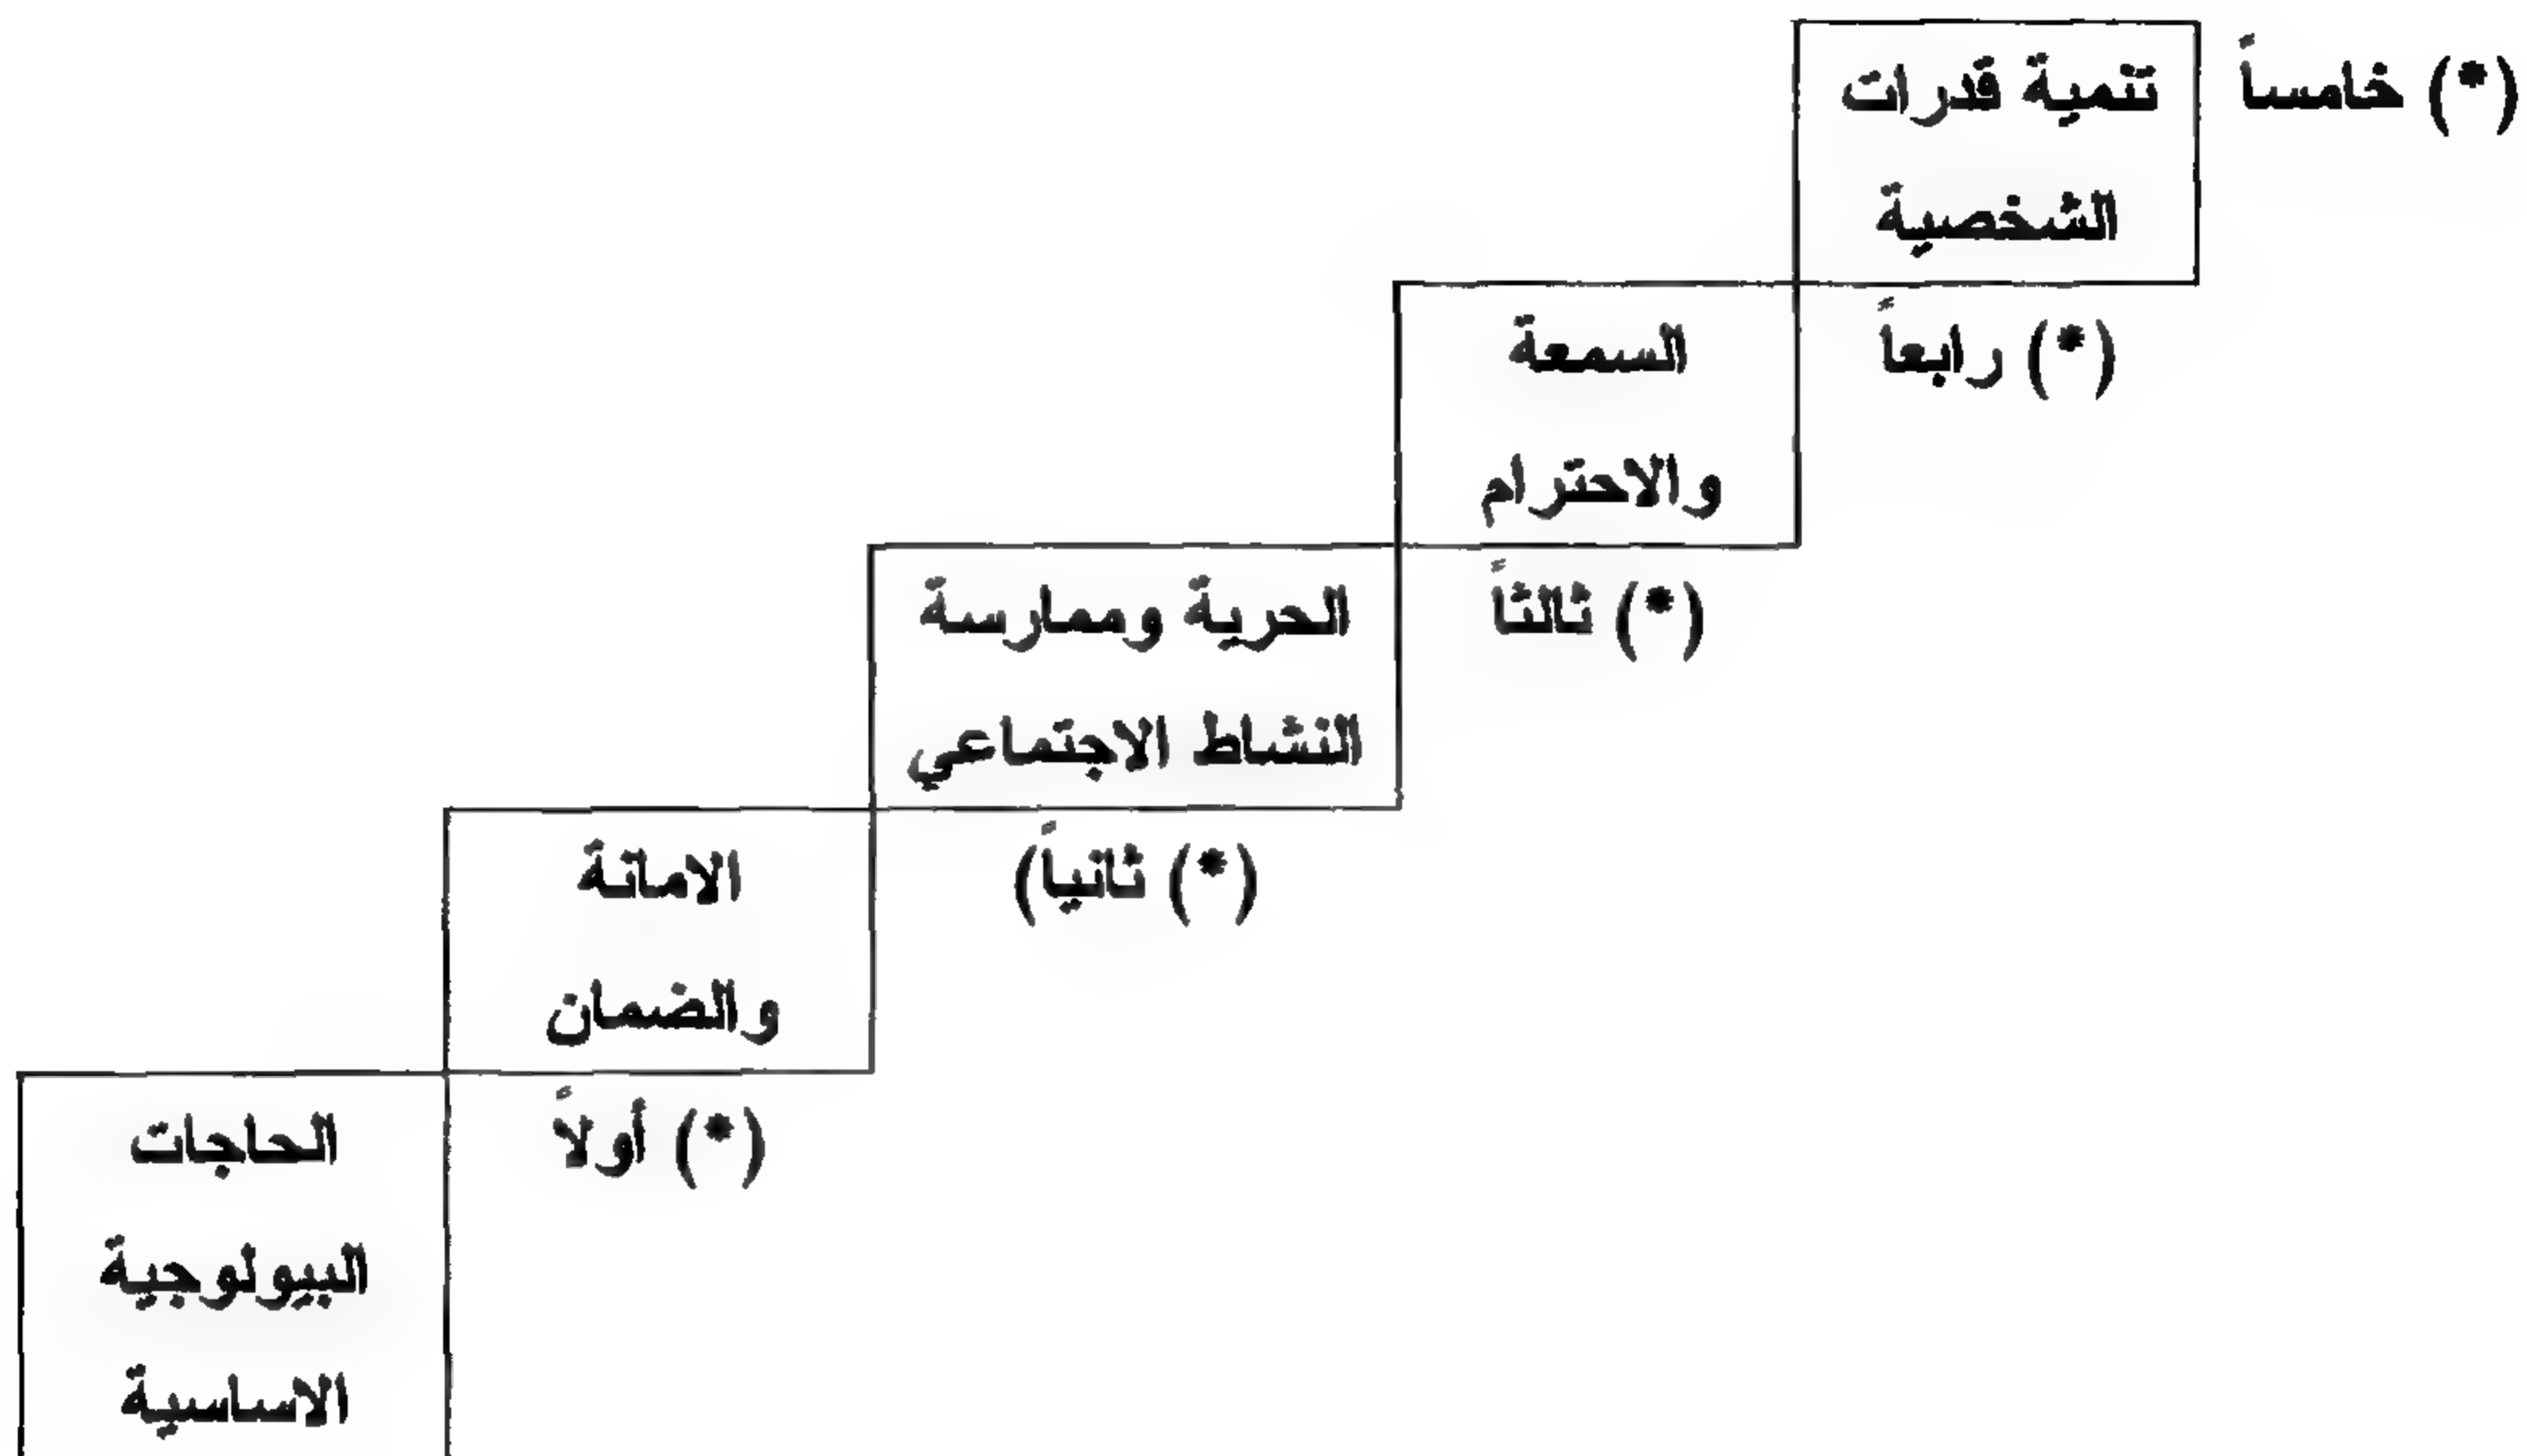 (*) خامساً تنمية قدرات
الشخصية
(*) رابعاً السمعة
والاحترام
(*) ثالثاً الحرية وممارسة
النشاط الاجتماعي
(*) ثانياً) الامانة
والضمان
(*) أولاً الحاجات
البيولوجية
الاساسية